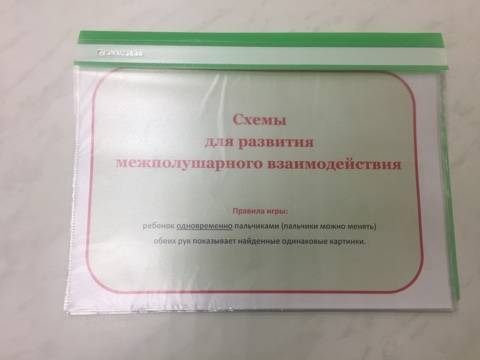 Схемы
для развития
межполушарного взаимодействия
Правила игры:
ребенок одновременно пальчиками (пальчики можно менять)
обеих рук показывает найденные одинаковые картинки.